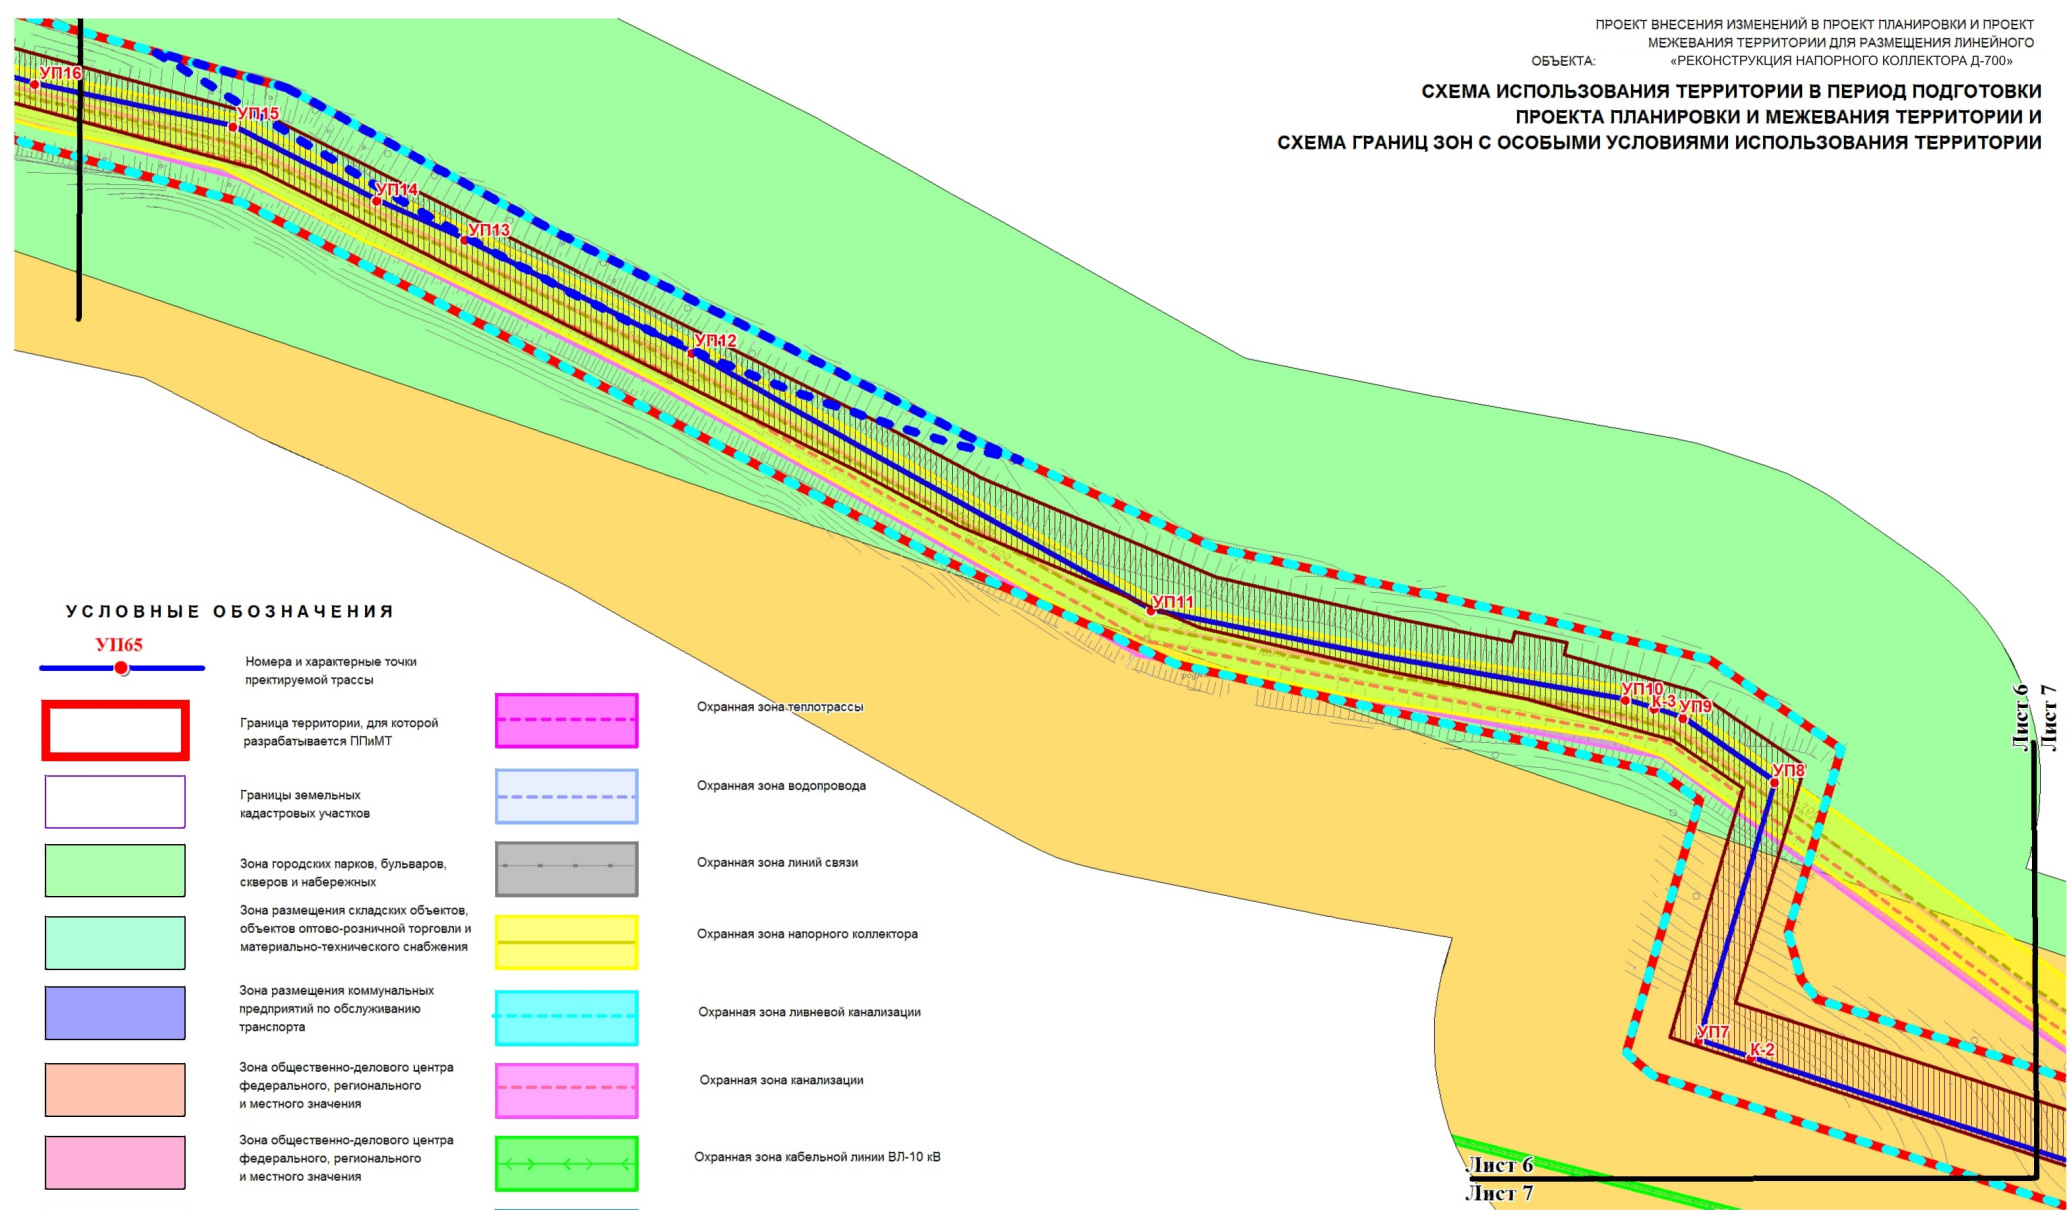 ПРОЕКТ ВНЕСЕНИЯ ИЗМЕНЕНИЙ В ПРОЕКТ ПЛАНИРОВКИ И ПРОЕКТ
МЕЖЕВАНИЯ ТЕРРИТОРИИ ДЛЯ РАЗМЕЩЕНИЯ ЛИНЕЙНОГО
ОБЪЕКТА: «РЕКОНСТРУКЦИЯ НАПОРНОГО КОЛЛЕКТОРА Д-700»
СХЕМА ИСПОЛЬЗОВАНИЯ ТЕРРИТОРИИ В ПЕРИОД ПОДГОТОВКИ
ПРОЕКТА ПЛАНИРОВКИ И МЕЖЕВАНИЯ ТЕРРИТОРИИ И
СХЕМА ГРАНИЦ ЗОН С ОСОБЫМИ УСЛОВИЯМИ ИСПОЛЬЗОВАНИЯ ТЕРРИТОРИИ
УП16
УП15
УП14
УП13
УП12
УП11
УП10
К-3
УП9
УП8
УП7
К-2
Лист 6
Лист 7
Лист 6
Лист 7
УСЛОВНЫЕ ОБОЗНАЧЕНИЯ
УП65
Номера и характерные точки
пректируемой трассы
Граница территории, для которой
разрабатывается ППиМТ
Границы земельных
кадастровых участков
Зона городских парков, бульваров,
скверов и набережных
Зона размещения складских объектов,
объектов оптово-розничной торговли и
материально-технического снабжения
Зона размещения коммунальных
предприятий по обслуживанию
транспорта
Зона общественно-делового центра
федерального, регионального
и местного значения
Зона общественно-делового центра
федерального, регионального
и местного значения
Охранная зона теплотрассы
Охранная зона водопровода
Охранная зона линий связи
Охранная зона напорного коллектора
Охранная зона ливневой канализации
Охранная зона канализации
Охранная зона кабельной линии ВЛ-10 кВ